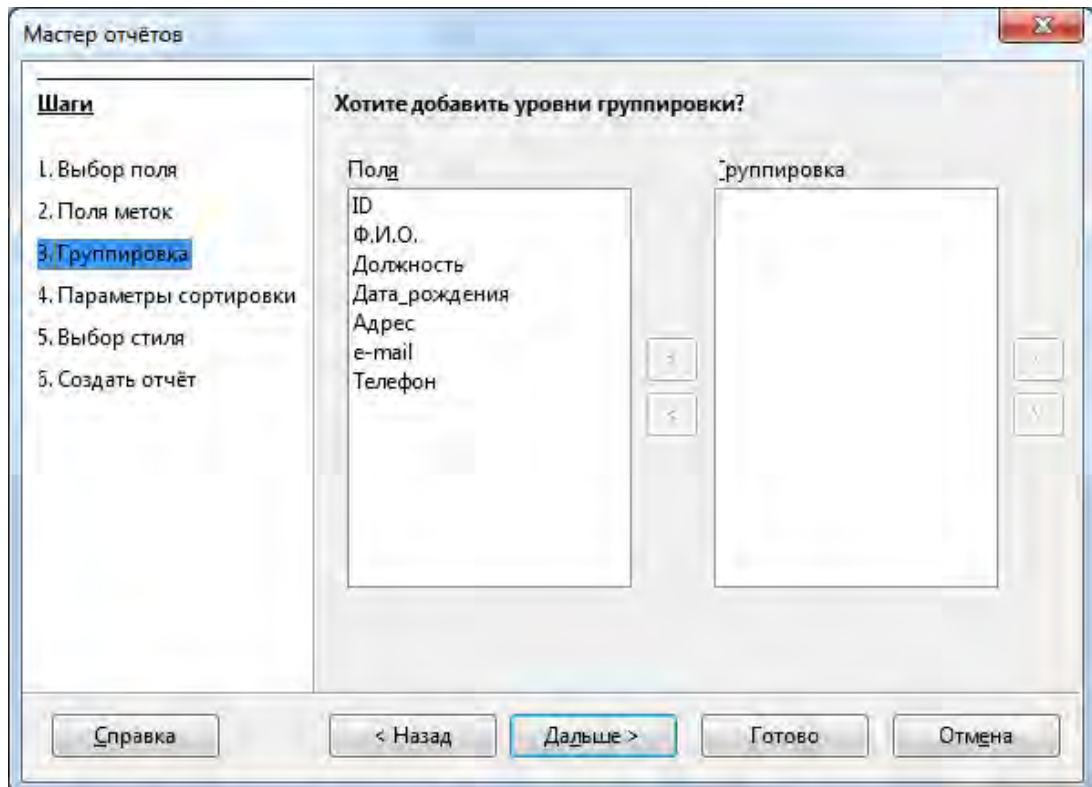 Мастер отчётов
Шаги
1. Выбор поля
2. Поля меток
3. Группировка
4. Параметры сортировки
5. Выбор стиля
6. Создать отчёт
Хотите добавить уровни группировки?
Поля
ID
Ф.И.О.
Должность
Дата_рождения
Адрес
e-mail
Телефон
Группировка
<
Справка
< Назад
Дальше >
Готово
Отмена